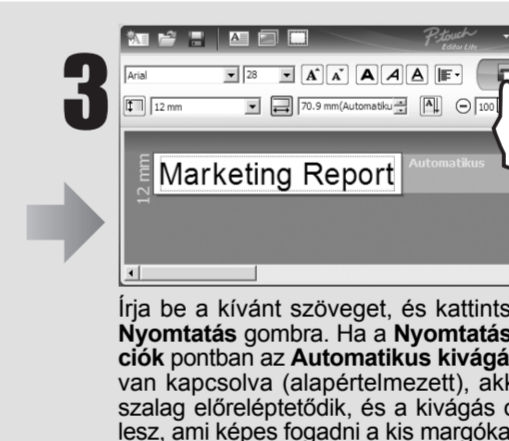 3
P-touch
Editor Lite
Arial
28
A A A A A
12 mm
70.9 mm(Automatiku
A
100
12 mm
Marketing Report
Automatikus
Írja be a kívánt szöveget, és kattints
Nyomtatás gombra. Ha a Nyomtatás
ciók pontban az Automatikus kivágá
van kapcsolva (alapértelmezett), akk
szalag előreléptetődik, és a kivágás
lesz, ami képes fogadni a kis margóka